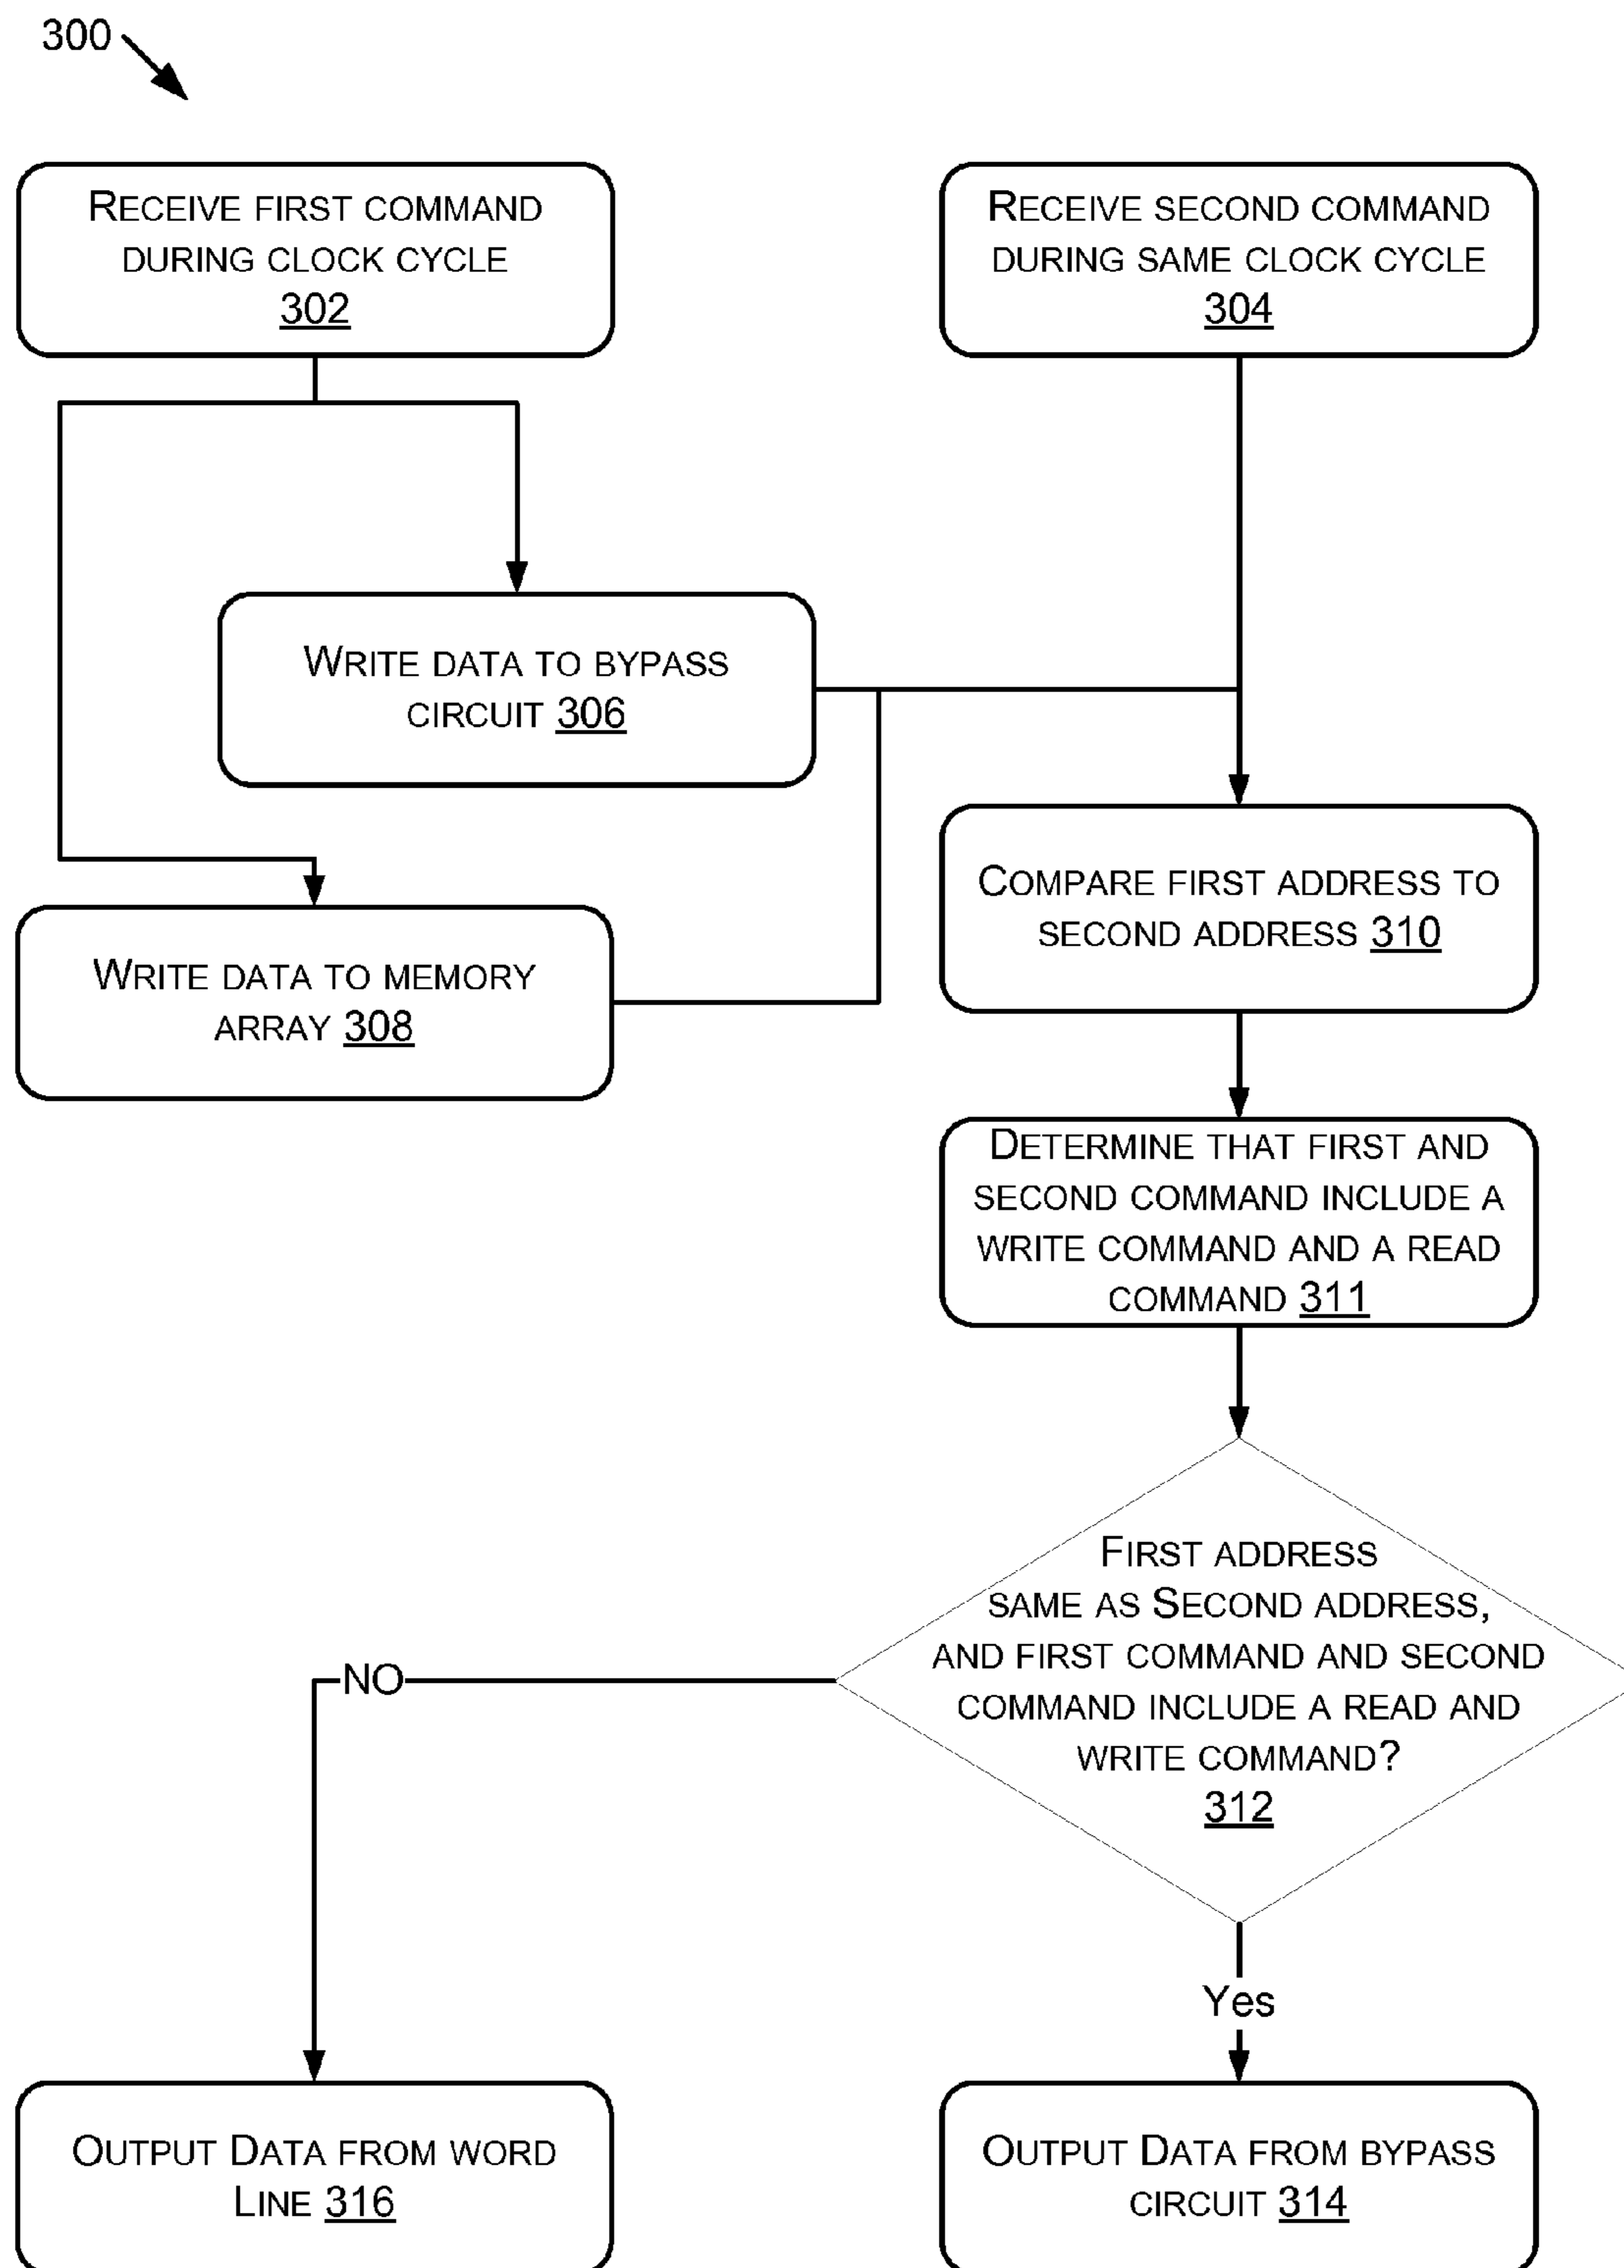 300
RECEIVE FIRST COMMAND
DURING CLOCK CYCLE
302
RECEIVE SECOND COMMAND
DURING SAME CLOCK CYCLE
304
WRITE DATA TO BYPASS
CIRCUIT 306
COMPARE FIRST ADDRESS TO
SECOND ADDRESS 310
WRITE DATA TO MEMORY
ARRAY 308
DETERMINE THAT FIRST AND
SECOND COMMAND INCLUDE A
WRITE COMMAND AND A READ
COMMAND 311
FIRST ADDRESS
SAME AS SECOND ADDRESS,
AND FIRST COMMAND AND SECOND
COMMAND INCLUDE A READ AND
WRITE COMMAND?
312
NO
Yes
OUTPUT DATA FROM WORD
LINE 316
OUTPUT DATA FROM BYPASS
CIRCUIT 314